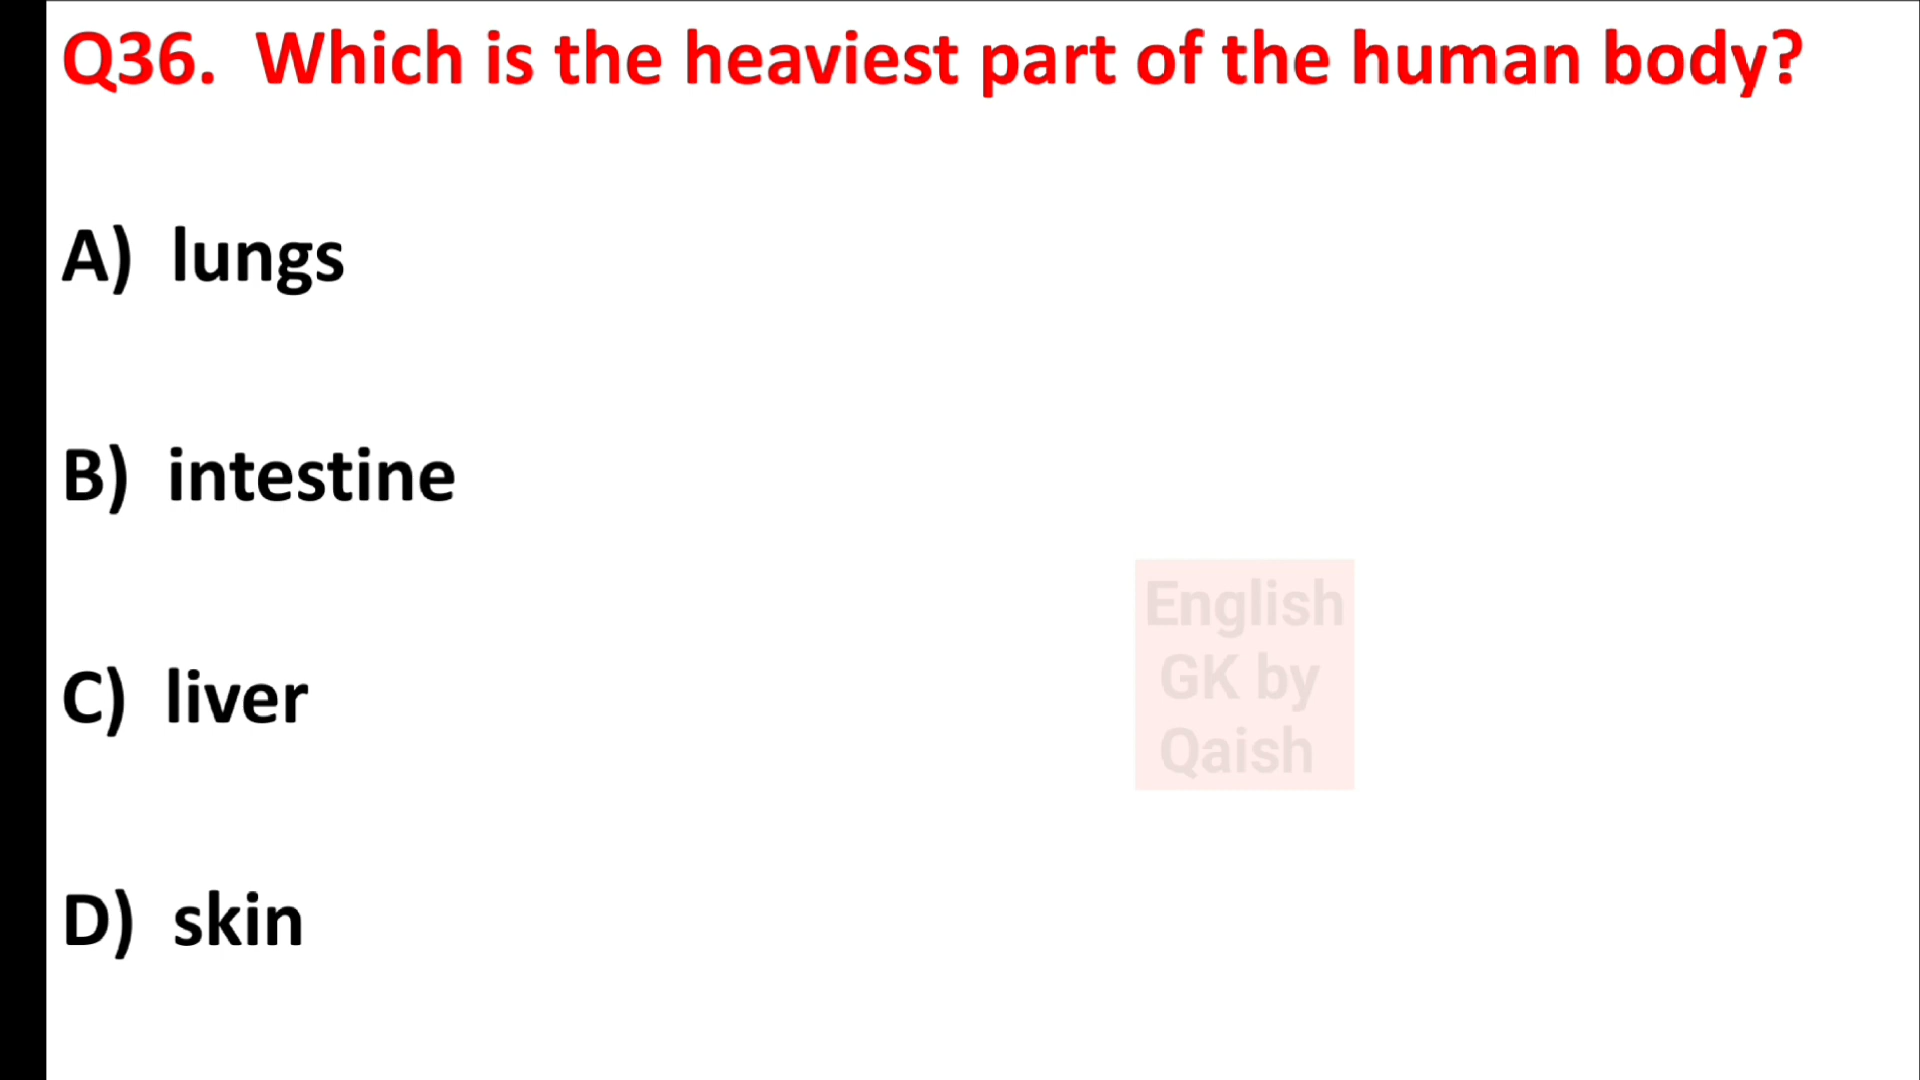 Q36. Which is the heaviest part of the human body?
A) lungs
B) intestine
English
GK by
Qaish
C) liver
D) skin